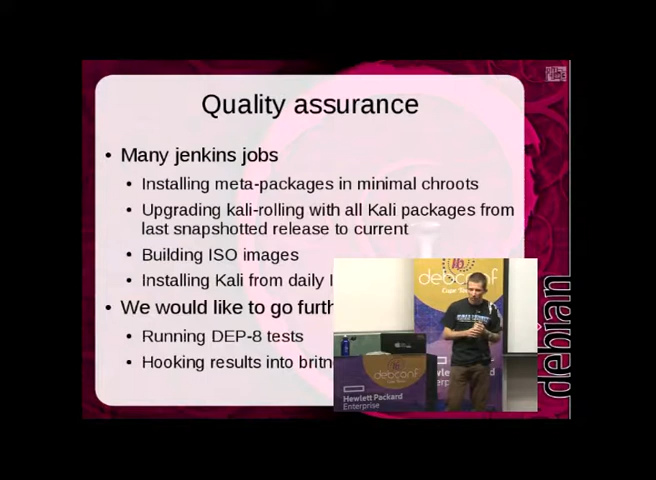 Quality assurance
• Many jenkins jobs
• Installing meta-packages in minimal chroots
• Upgrading kali-rolling with all Kali packages from
last snapshotted release to current
• Building ISO images
• Installing Kali from daily
• We would like to go
• Running DEP-8 tests
• Hooking results into
debian
debconf
Cape Town
debconf
Hewlett Packard
Enterprise